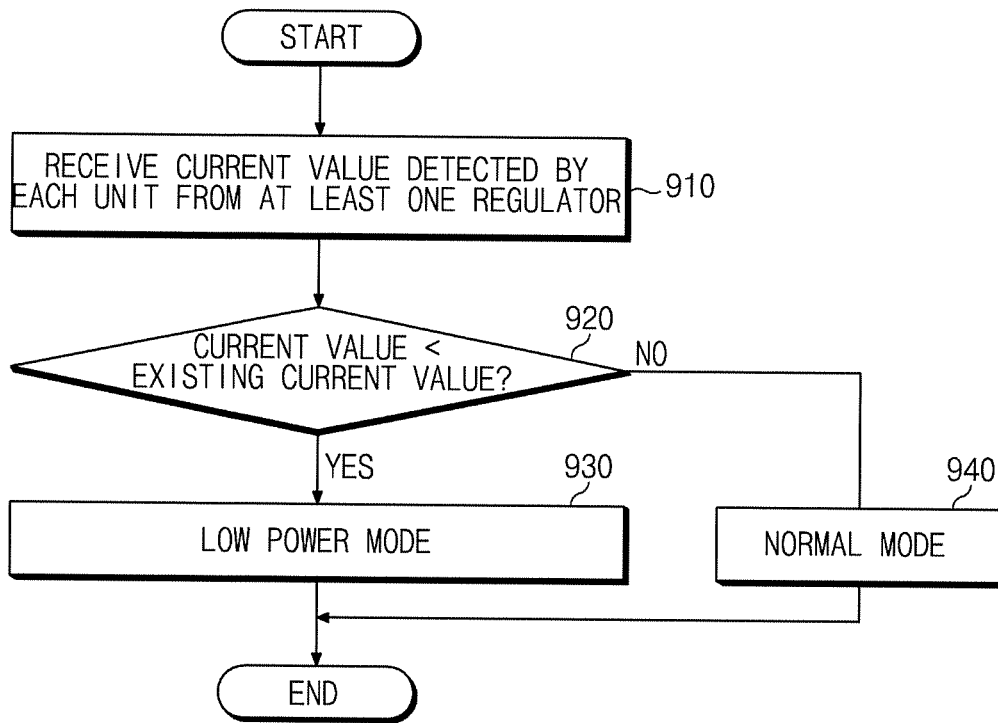 START
RECEIVE CURRENT VALUE DETECTED BY
EACH UNIT FROM AT LEAST ONE REGULATOR
910
920
CURRENT VALUE <
EXISTING CURRENT VALUE?
NO
YES
930
LOW POWER MODE
940
NORMAL MODE
END